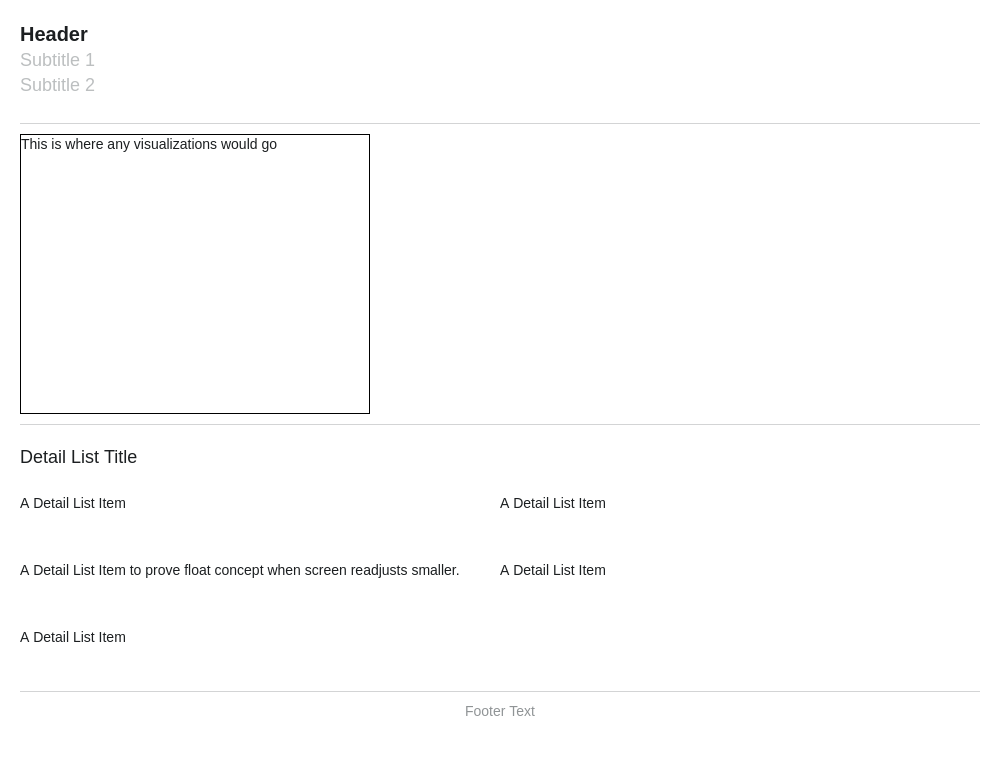 Header
Subtitle 1
Subtitle 2
This is where any visualizations would go
Detail List Title
A Detail List Item
A Detail List Item
A Detail List Item to prove float concept when screen readjusts smaller.
A Detail List Item
A Detail List Item
Footer Text